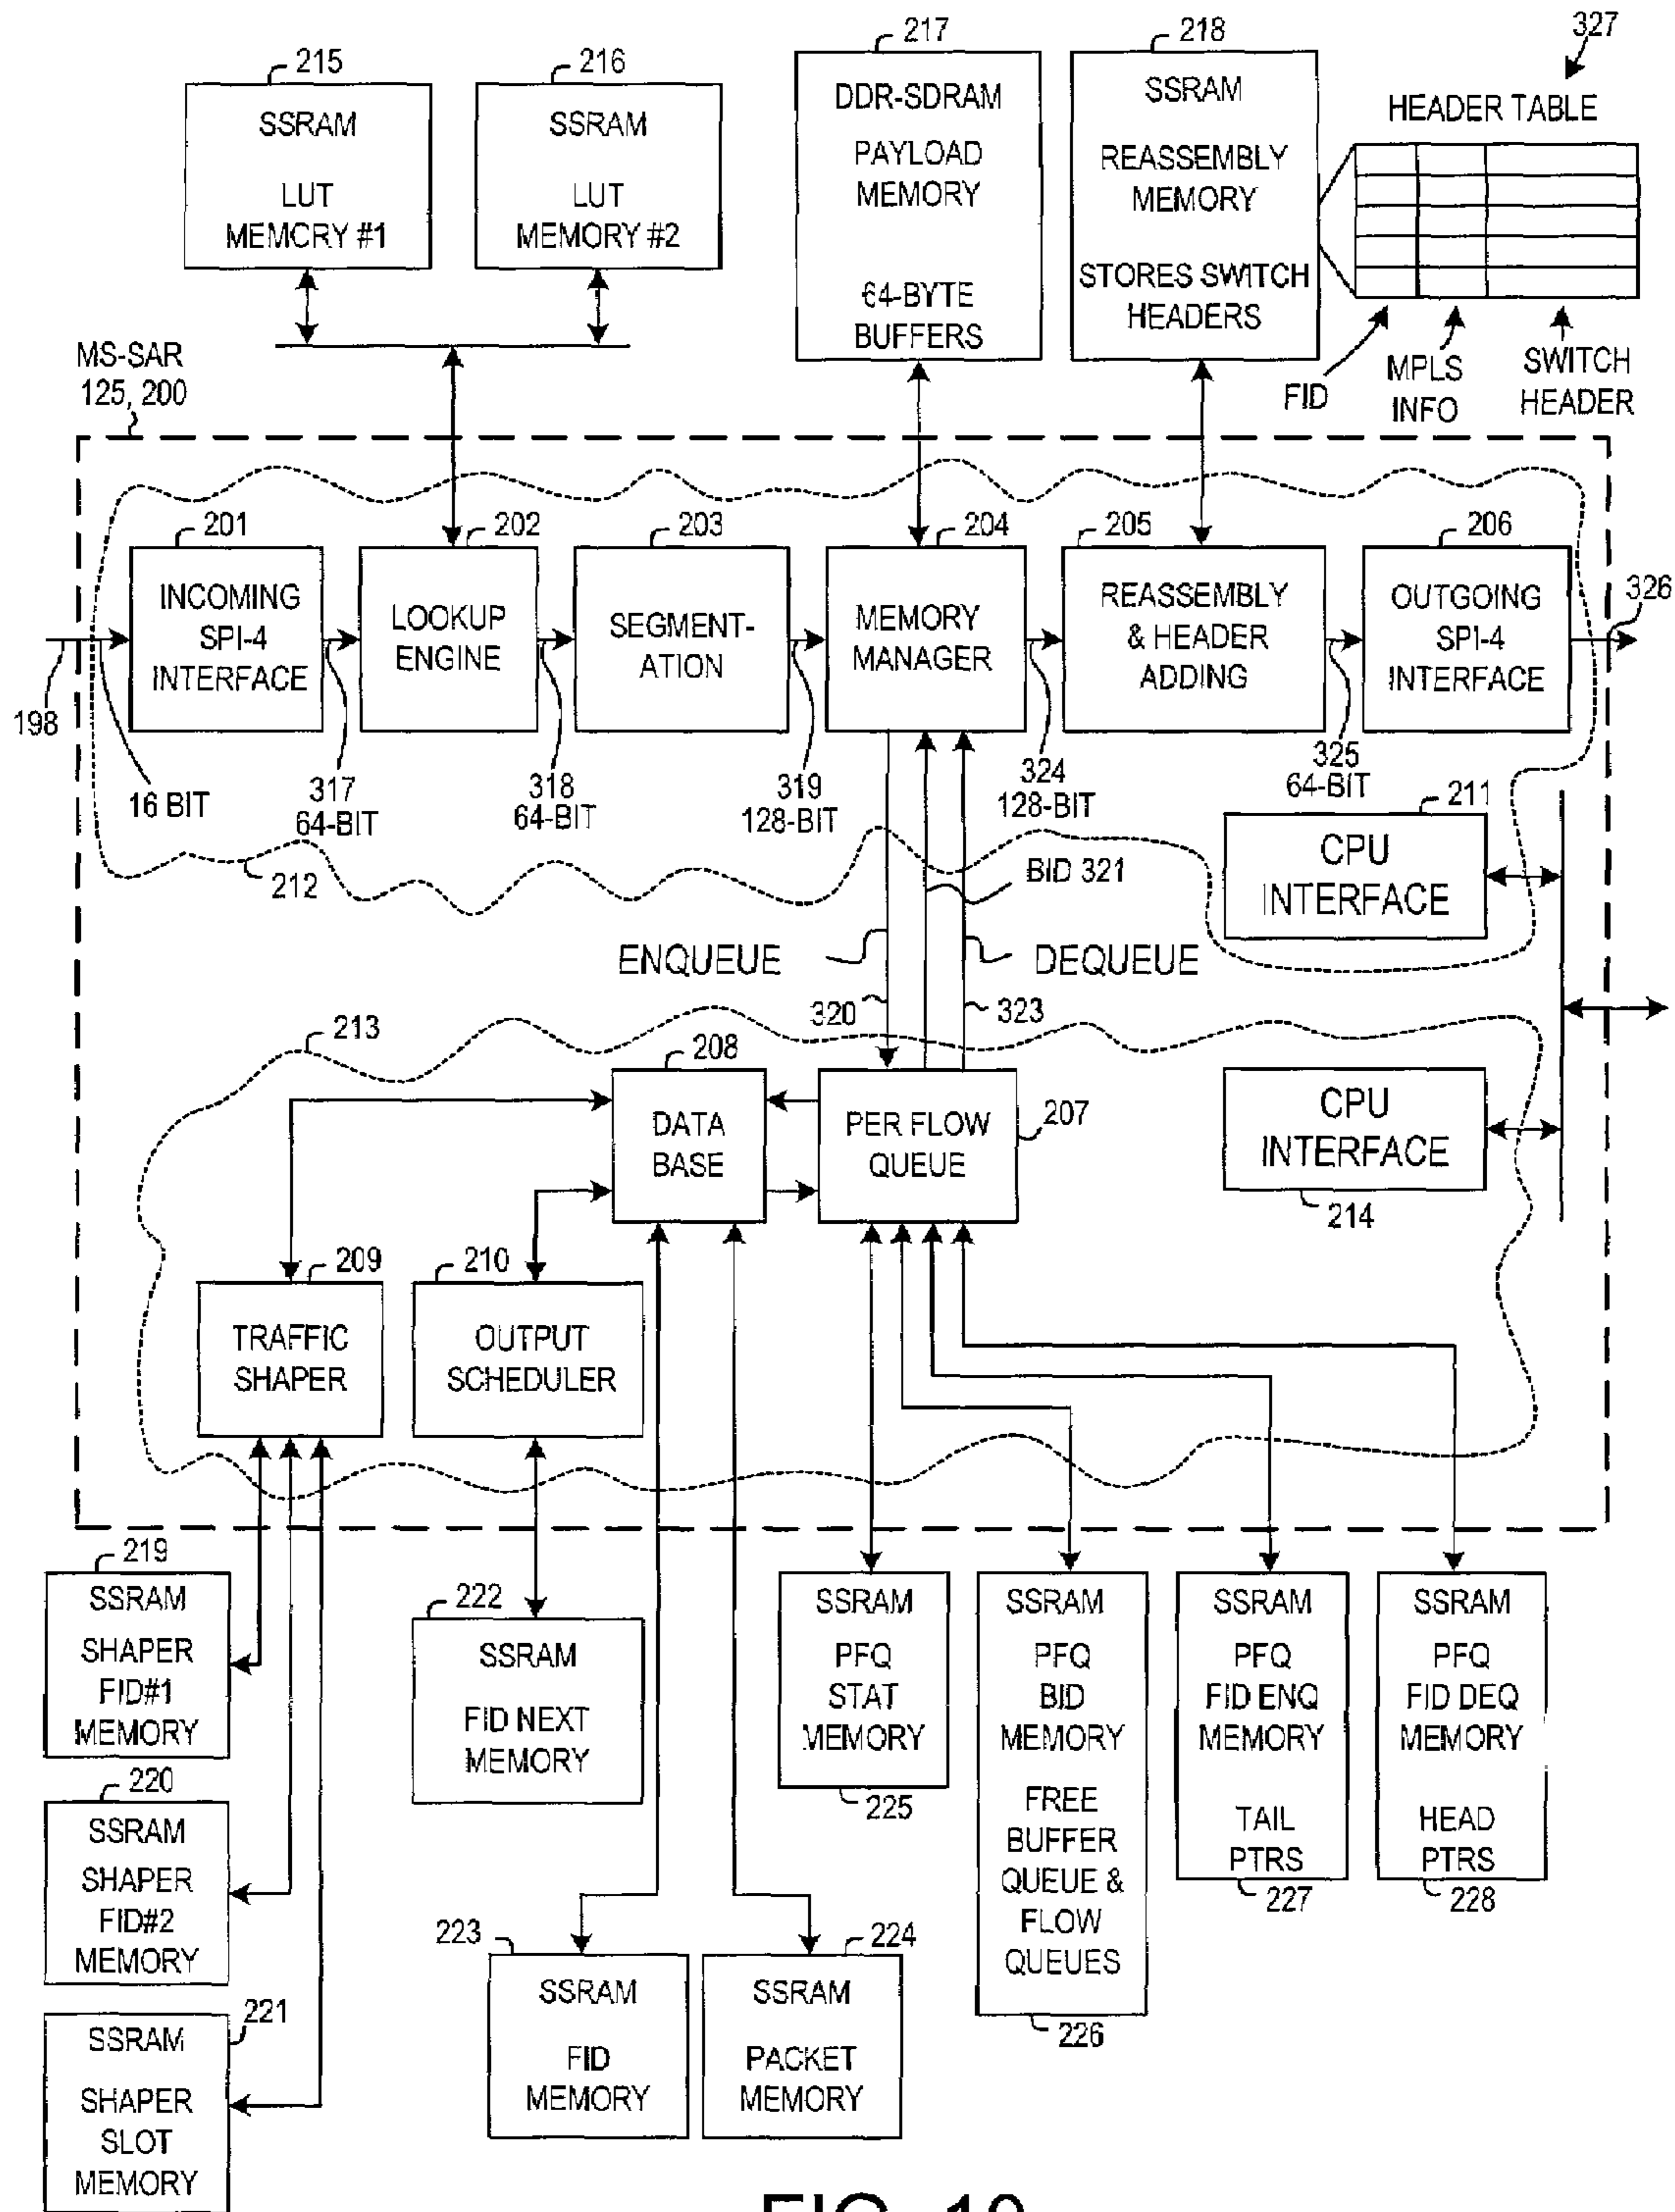 327
217
218
215
216
SSRAM
LUT
MEMORY #1
SSRAM
LUT
MEMORY #2
DDR-SDRAM
PAYLOAD
MEMORY
64-BYTE
BUFFERS
SSRAM
REASSEMBLY
MEMORY
STORES SWITCH
HEADERS
HEADER TABLE
FID
MPLS
INFO
SWITCH
HEADER
MS-SAR
125, 200
201
INCOMING
SPI-4
INTERFACE
202
LOOKUP
ENGINE
203
SEGMENT-
ATION
204
MEMORY
MANAGER
205
REASSEMBLY
& HEADER
ADDING
206
OUTGOING
SPI-4
INTERFACE
326
198
16 BIT
317
64-BIT
318
64-BIT
319
128-BIT
324
128-BIT
325
64-BIT
212
BID 321
211
CPU
INTERFACE
ENQUEUE
DEQUEUE
320
323
213
208
DATA
BASE
PER FLOW
QUEUE
207
CPU
INTERFACE
214
209
TRAFFIC
SHAPER
210
OUTPUT
SCHEDULER
219
SSRAM
SHAPER
FID#1
MEMORY
220
SSRAM
SHAPER
FID#2
MEMORY
221
SSRAM
SHAPER
SLOT
MEMORY
222
SSRAM
FID NEXT
MEMORY
223
SSRAM
FID
MEMORY
224
SSRAM
PACKET
MEMORY
SSRAM
PFQ
STAT
MEMORY
225
SSRAM
PFQ
BID
MEMORY
FREE
BUFFER
QUEUE &
FLOW
QUEUES
226
SSRAM
PFQ
FID ENQ
MEMORY
TAIL
PTRS
227
SSRAM
PFQ
FID DEQ
MEMORY
HEAD
PTRS
228